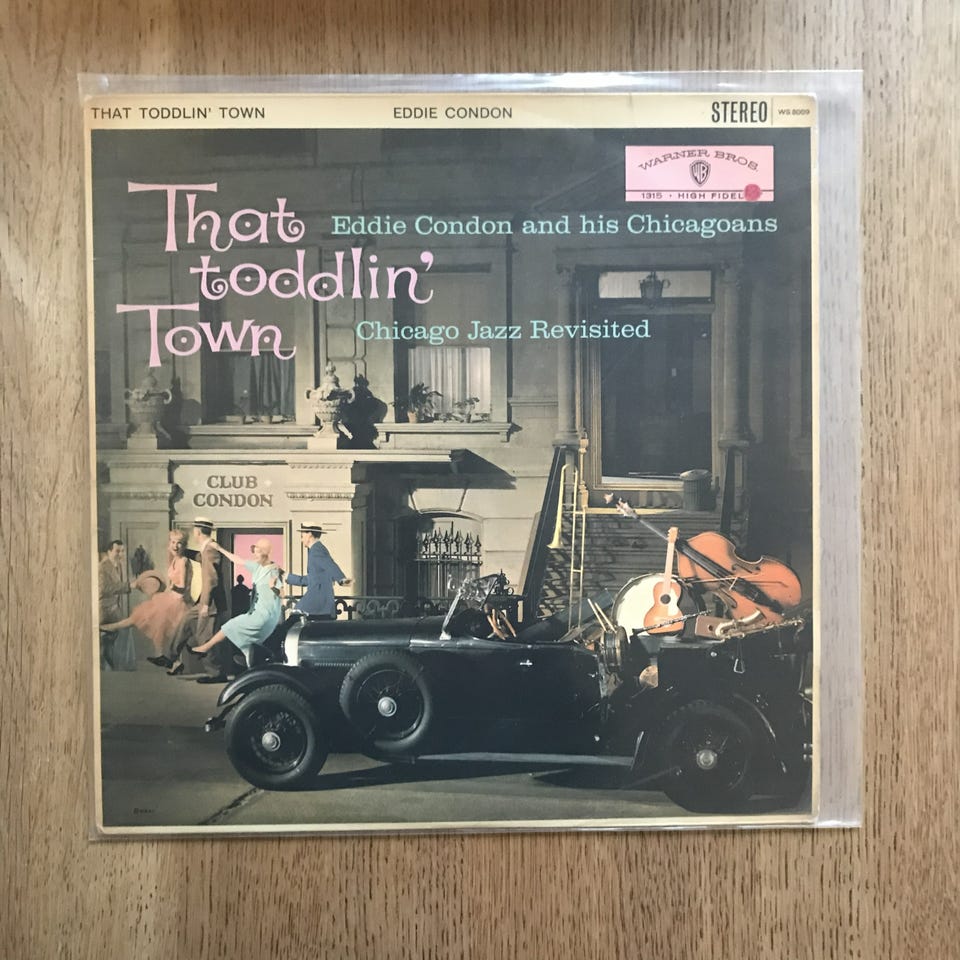 THAT TODDLIN' TOWN EDDIE CONDON STEREO WS 8009
WARNER BROS.
WB
1315 • HIGH FIDEL
That
toddlin'
Town
Eddie Condon and his Chicagoans
Chicago Jazz Revisited
CLUB
CONDON